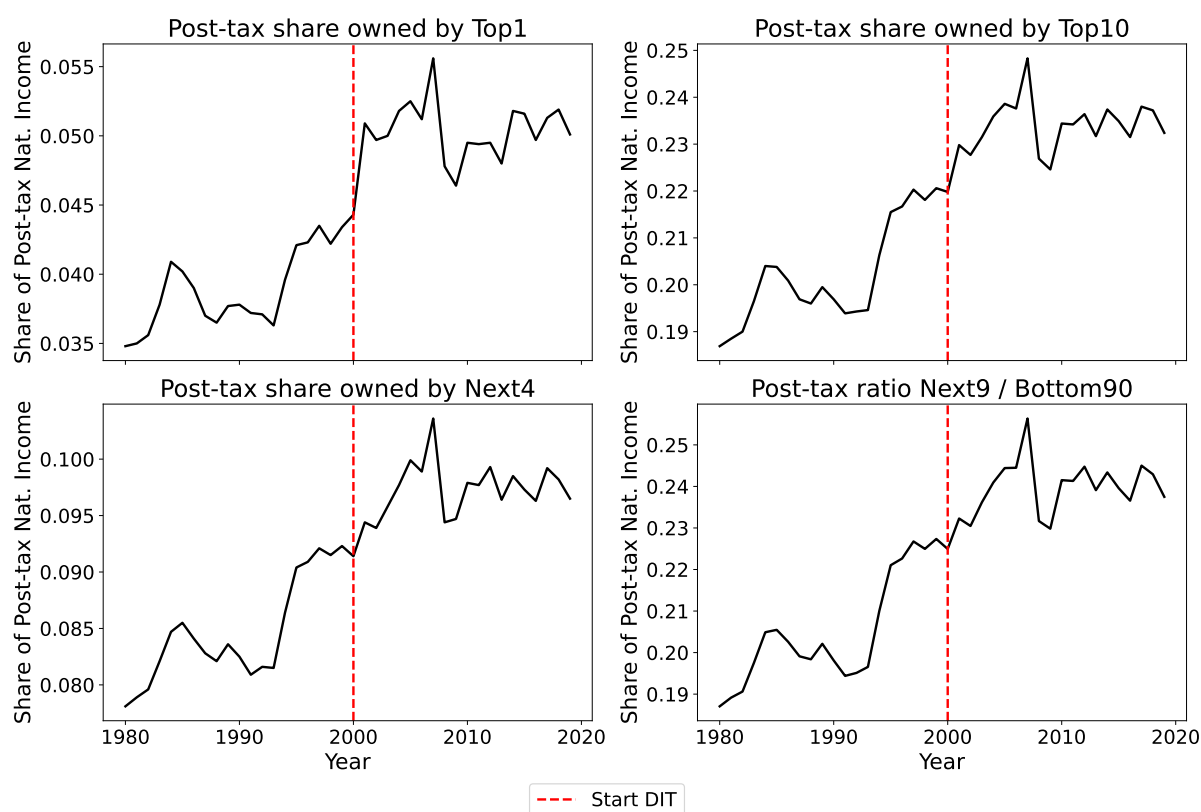 Post-tax share owned by Top1
Share of Post-tax Nat. Income
0.055
0.050
0.045
0.040
0.035
Post-tax share owned by Top10
Share of Post-tax Nat. Income
0.25
0.24
0.23
0.22
0.21
0.20
0.19
Post-tax share owned by Next4
Share of Post-tax Nat. Income
0.100
0.095
0.090
0.085
0.080
1980 1990 2000 2010 2020
Year
Post-tax ratio Next9 / Bottom90
Share of Post-tax Nat. Income
0.25
0.24
0.23
0.22
0.21
0.20
0.19
1980 1990 2000 2010 2020
Year
Start DIT